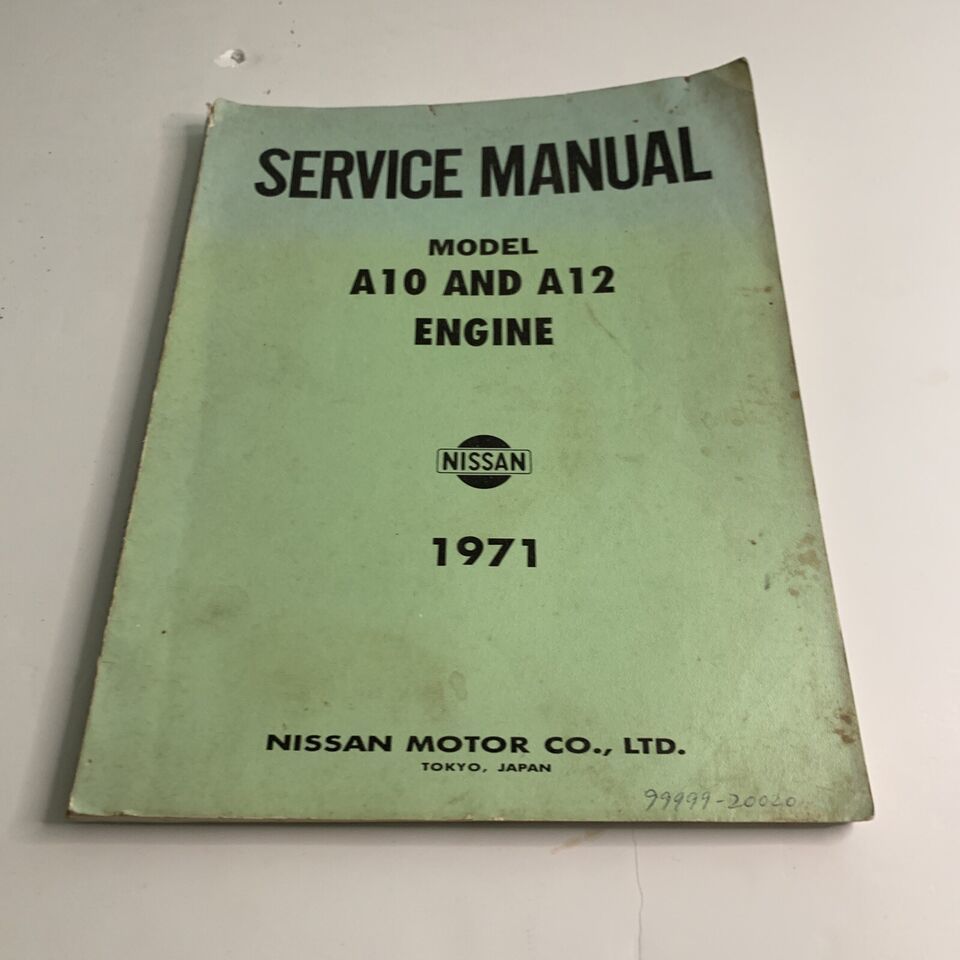 SERVICE MANUAL
MODEL
A10 AND A12
ENGINE
NISSAN
1971
NISSAN MOTOR CO., LTD.
TOKYO, JAPAN
99999-20020